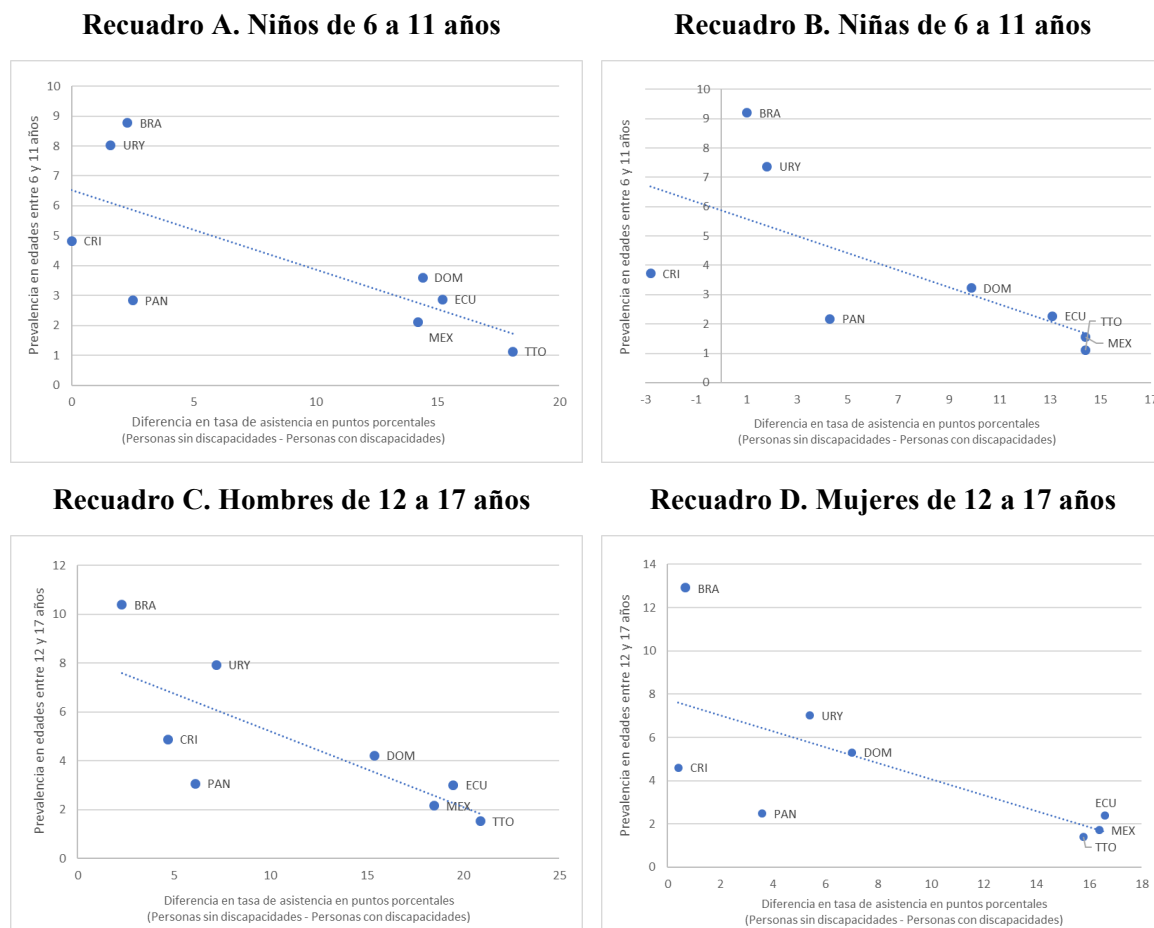 Recuadro A. Niños de 6 a 11 años
Prevalencia en edades entre 6 y 11 años
10
9
8
7
6
5
4
3
2
1
0
BRA
URY
CRI
PAN
DOM
ECU
MEX
TTO
0
5
10
15
20
Diferencia en tasa de asistencia en puntos porcentales
(Personas sin discapacidades - Personas con discapacidades)
Recuadro B. Niñas de 6 a 11 años
Prevalencia en edades entre 6 y 11 años
10
9
8
7
6
5
4
3
2
1
0
BRA
URY
CRI
PAN
DOM
ECU
TTO
MEX
-3
-1
1
3
5
7
9
11
13
15
17
Diferencia en tasa de asistencia en puntos porcentales
(Personas sin discapacidades - Personas con discapacidades)
Recuadro C. Hombres de 12 a 17 años
Prevalencia en edades entre 12 y 17 años
12
10
8
6
4
2
0
BRA
URY
CRI
PAN
DOM
ECU
MEX
TTO
0
5
10
15
20
25
Diferencia en tasa de asistencia en puntos porcentales
(Personas sin discapacidades - Personas con discapacidades)
Recuadro D. Mujeres de 12 a 17 años
Prevalencia en edades entre 12 y 17 años
14
12
10
8
6
4
2
0
BRA
URY
DOM
CRI
PAN
ECU
MEX
TTO
0
2
4
6
8
10
12
14
16
18
Diferencia en tasa de asistencia en puntos porcentales
(Personas sin discapacidades - Personas con discapacidades)